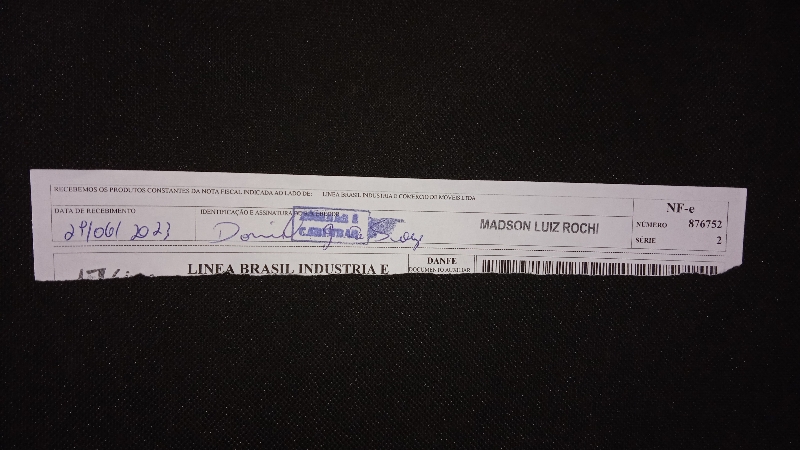 RECEBEMOS OS PRODUTOS CONSTANTES DA NOTA FISCAL INDICADA AO LADO DE: LINEA BRASIL INDUSTRIA E COMERCIO DE MOVEIS LTDA
NF-e
DATA DE RECEBIMENTO IDENTIFICAÇÃO E ASSINATURA DO RECEBEDOR
MADSON LUIZ ROCHI
NÚMERO 876752
29/06/2023
SÉRIE 2
LINEA BRASIL INDUSTRIA E
DANFE
DOCUMENTO AUXILIAR